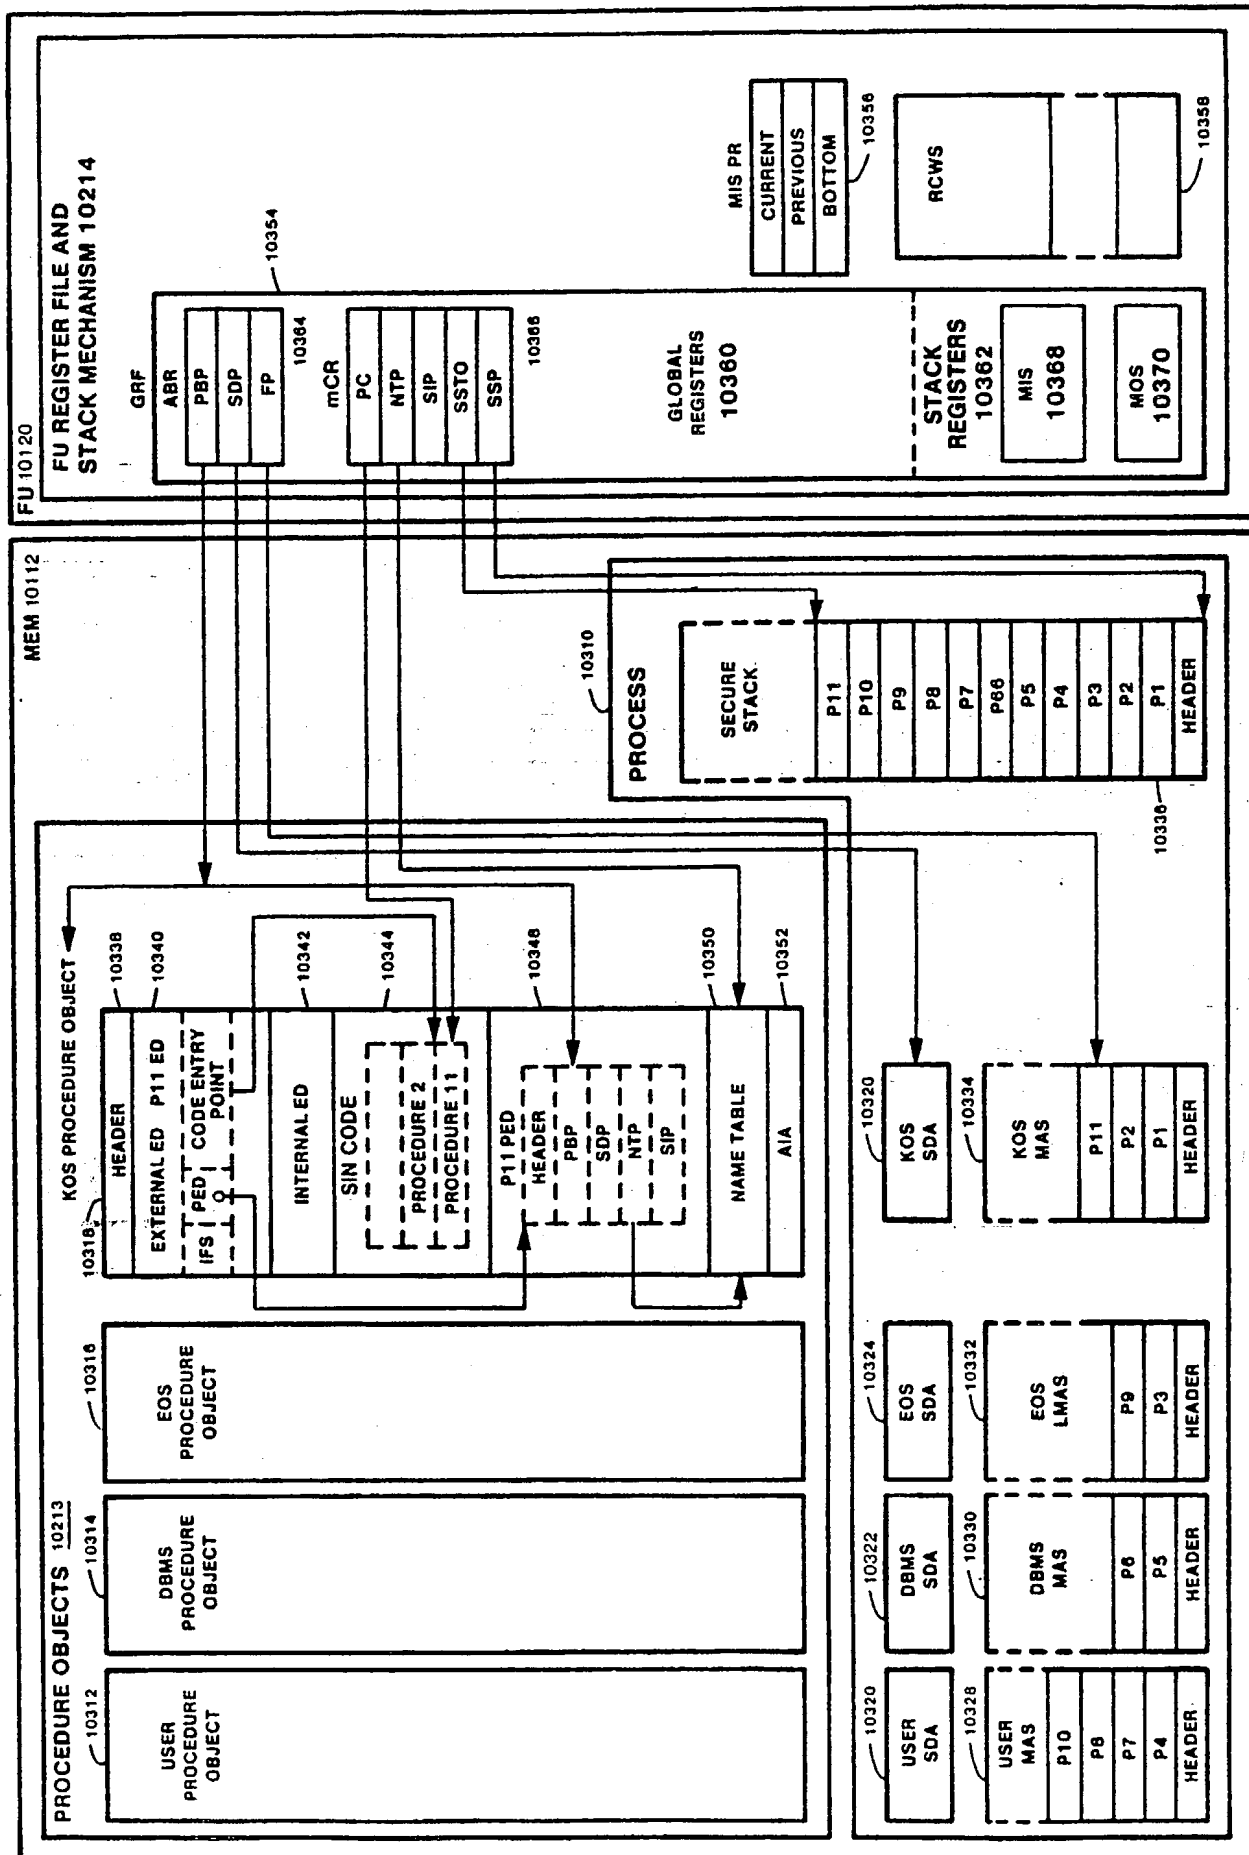 FU 10120
FU REGISTER FILE AND
STACK MECHANISM 10214
GRF
10354
ABR
PBP
SDP
FP
10364
mCR
PC
NTP
SIP
SSTO
SSP
10366
GLOBAL
REGISTERS
10360
STACK
REGISTERS
10362
MIS
10368
MOS
10370
MIS PR
CURRENT
PREVIOUS
BOTTOM
10356
RCWS
10358
MEM 10112
PROCEDURE OBJECTS 10213
10312
USER
PROCEDURE
OBJECT
10314
DBMS
PROCEDURE
OBJECT
10316
EOS
PROCEDURE
OBJECT
KOS PROCEDURE OBJECT
10318
HEADER
10338
EXTERNAL ED P11 ED
10340
IFS PED CODE ENTRY
POINT
INTERNAL ED
10342
SIN CODE
10344
PROCEDURE 2
PROCEDURE 11
P11 PED
10348
HEADER
PBP
SDP
NTP
SIP
NAME TABLE
10350
AIA
10352
10310
PROCESS
SECURE
STACK
P11
P10
P9
P8
P7
P66
P5
P4
P3
P2
P1
HEADER
10336
10320
USER
SDA
10322
DBMS
SDA
10324
EOS
SDA
10320
KOS
SDA
10328
USER
MAS
P10
P8
P7
P4
HEADER
10330
DBMS
MAS
P6
P5
HEADER
10332
EOS
LMAS
P9
P3
HEADER
10334
KOS
MAS
P11
P2
P1
HEADER